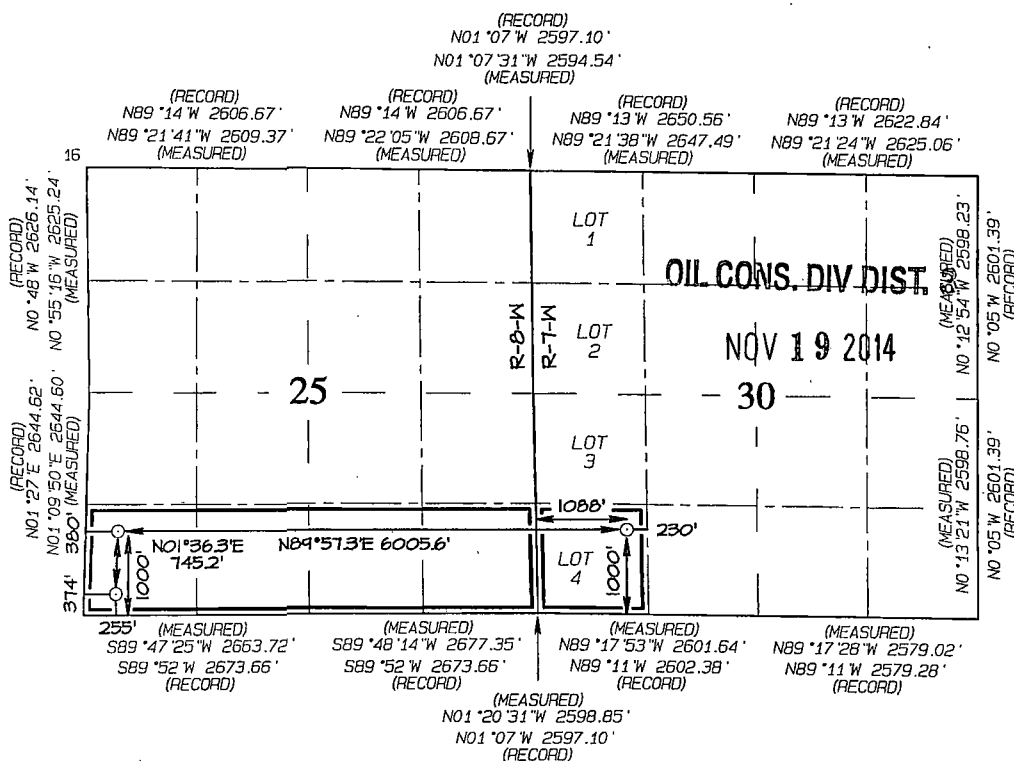 (RECORD)
N01°07'W 2597.10'
N01°07'31"W 2594.54'
(MEASURED)
(RECORD)
N89°14'W 2606.67'
N89°21'41"W 2609.37'
(MEASURED)
(RECORD)
N89°14'W 2606.67'
N89°22'05"W 2608.67'
(MEASURED)
(RECORD)
N89°13'W 2650.56'
N89°21'38"W 2647.49'
(MEASURED)
(RECORD)
N89°13'W 2622.84'
N89°21'24"W 2625.06'
(MEASURED)
16
(RECORD)
N0°48'W 2626.14'
N0°55'16"W 2625.24'
(MEASURED)
LOT
1
OIL CONS. DIV DIST.
NOV 19 2014
(MEASURED)
N0°12'54"W 2598.23'
N0°05'W 2601.39'
(RECORD)
R-8-W
R-7-W
LOT
2
25
30
(RECORD)
N01°27'E 2644.62'
N01°09'50"E 2644.60'
(MEASURED)
LOT
3
(MEASURED)
N0°13'21"W 2598.76'
N0°05'W 2601.39'
(RECORD)
380'
1088'
230'
N01°36.3'E
745.2'
N89°57.3'E 6005.6'
1000'
LOT
4
1000'
374'
255'
(MEASURED)
S89°47'25"W 2663.72
S89°52'W 2673.66'
(RECORD)
(MEASURED)
S89°48'14"W 2677.35'
S89°52'W 2673.66'
(RECORD)
(MEASURED)
N89°17'53"W 2601.64'
N89°11'W 2602.38'
(RECORD)
(MEASURED)
N89°17'28"W 2579.02'
N89°11'W 2579.28'
(RECORD)
(MEASURED)
N01°20'31"W 2598.85'
N01°07'W 2597.10'
(RECORD)